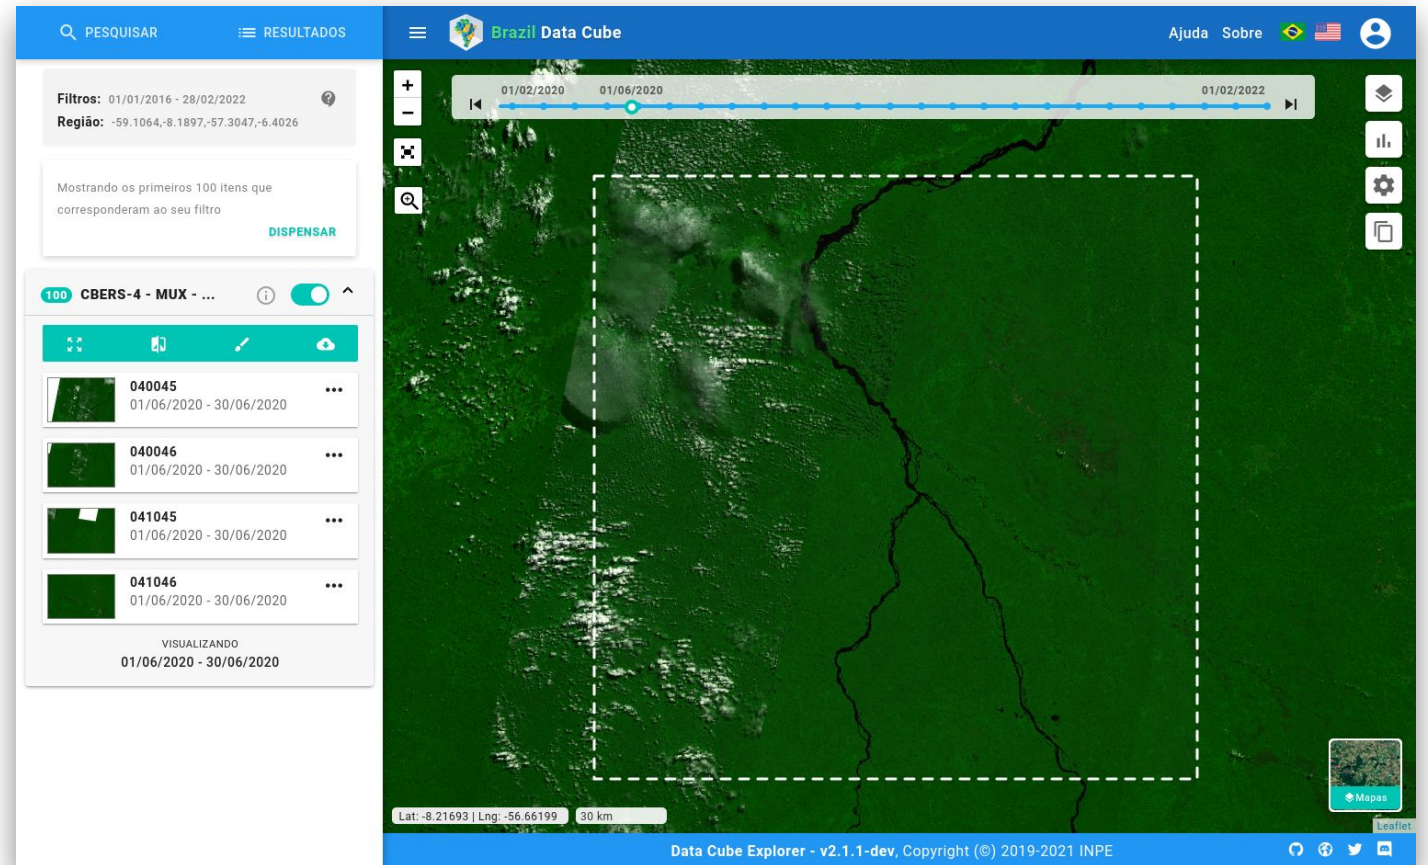 PESQUISAR
RESULTADOS
Brazil Data Cube
Ajuda Sobre
Filtros: 01/01/2016 - 28/02/2022
Região: -59.1064,-8.1897,-57.3047,-6.4026
Mostrando os primeiros 100 itens que
corresponderam ao seu filtro
DISPENSAR
100 CBERS-4 - MUX - ...
040045
01/06/2020 - 30/06/2020
040046
01/06/2020 - 30/06/2020
041045
01/06/2020 - 30/06/2020
041046
01/06/2020 - 30/06/2020
VISUALIZANDO
01/06/2020 - 30/06/2020
+
01/02/2020 01/06/2020 01/02/2022
−
Mapas
Lat: -8.21693 | Lng: -56.66199 30 km
Leaflet
Data Cube Explorer - v2.1.1-dev, Copyright (©) 2019-2021 INPE